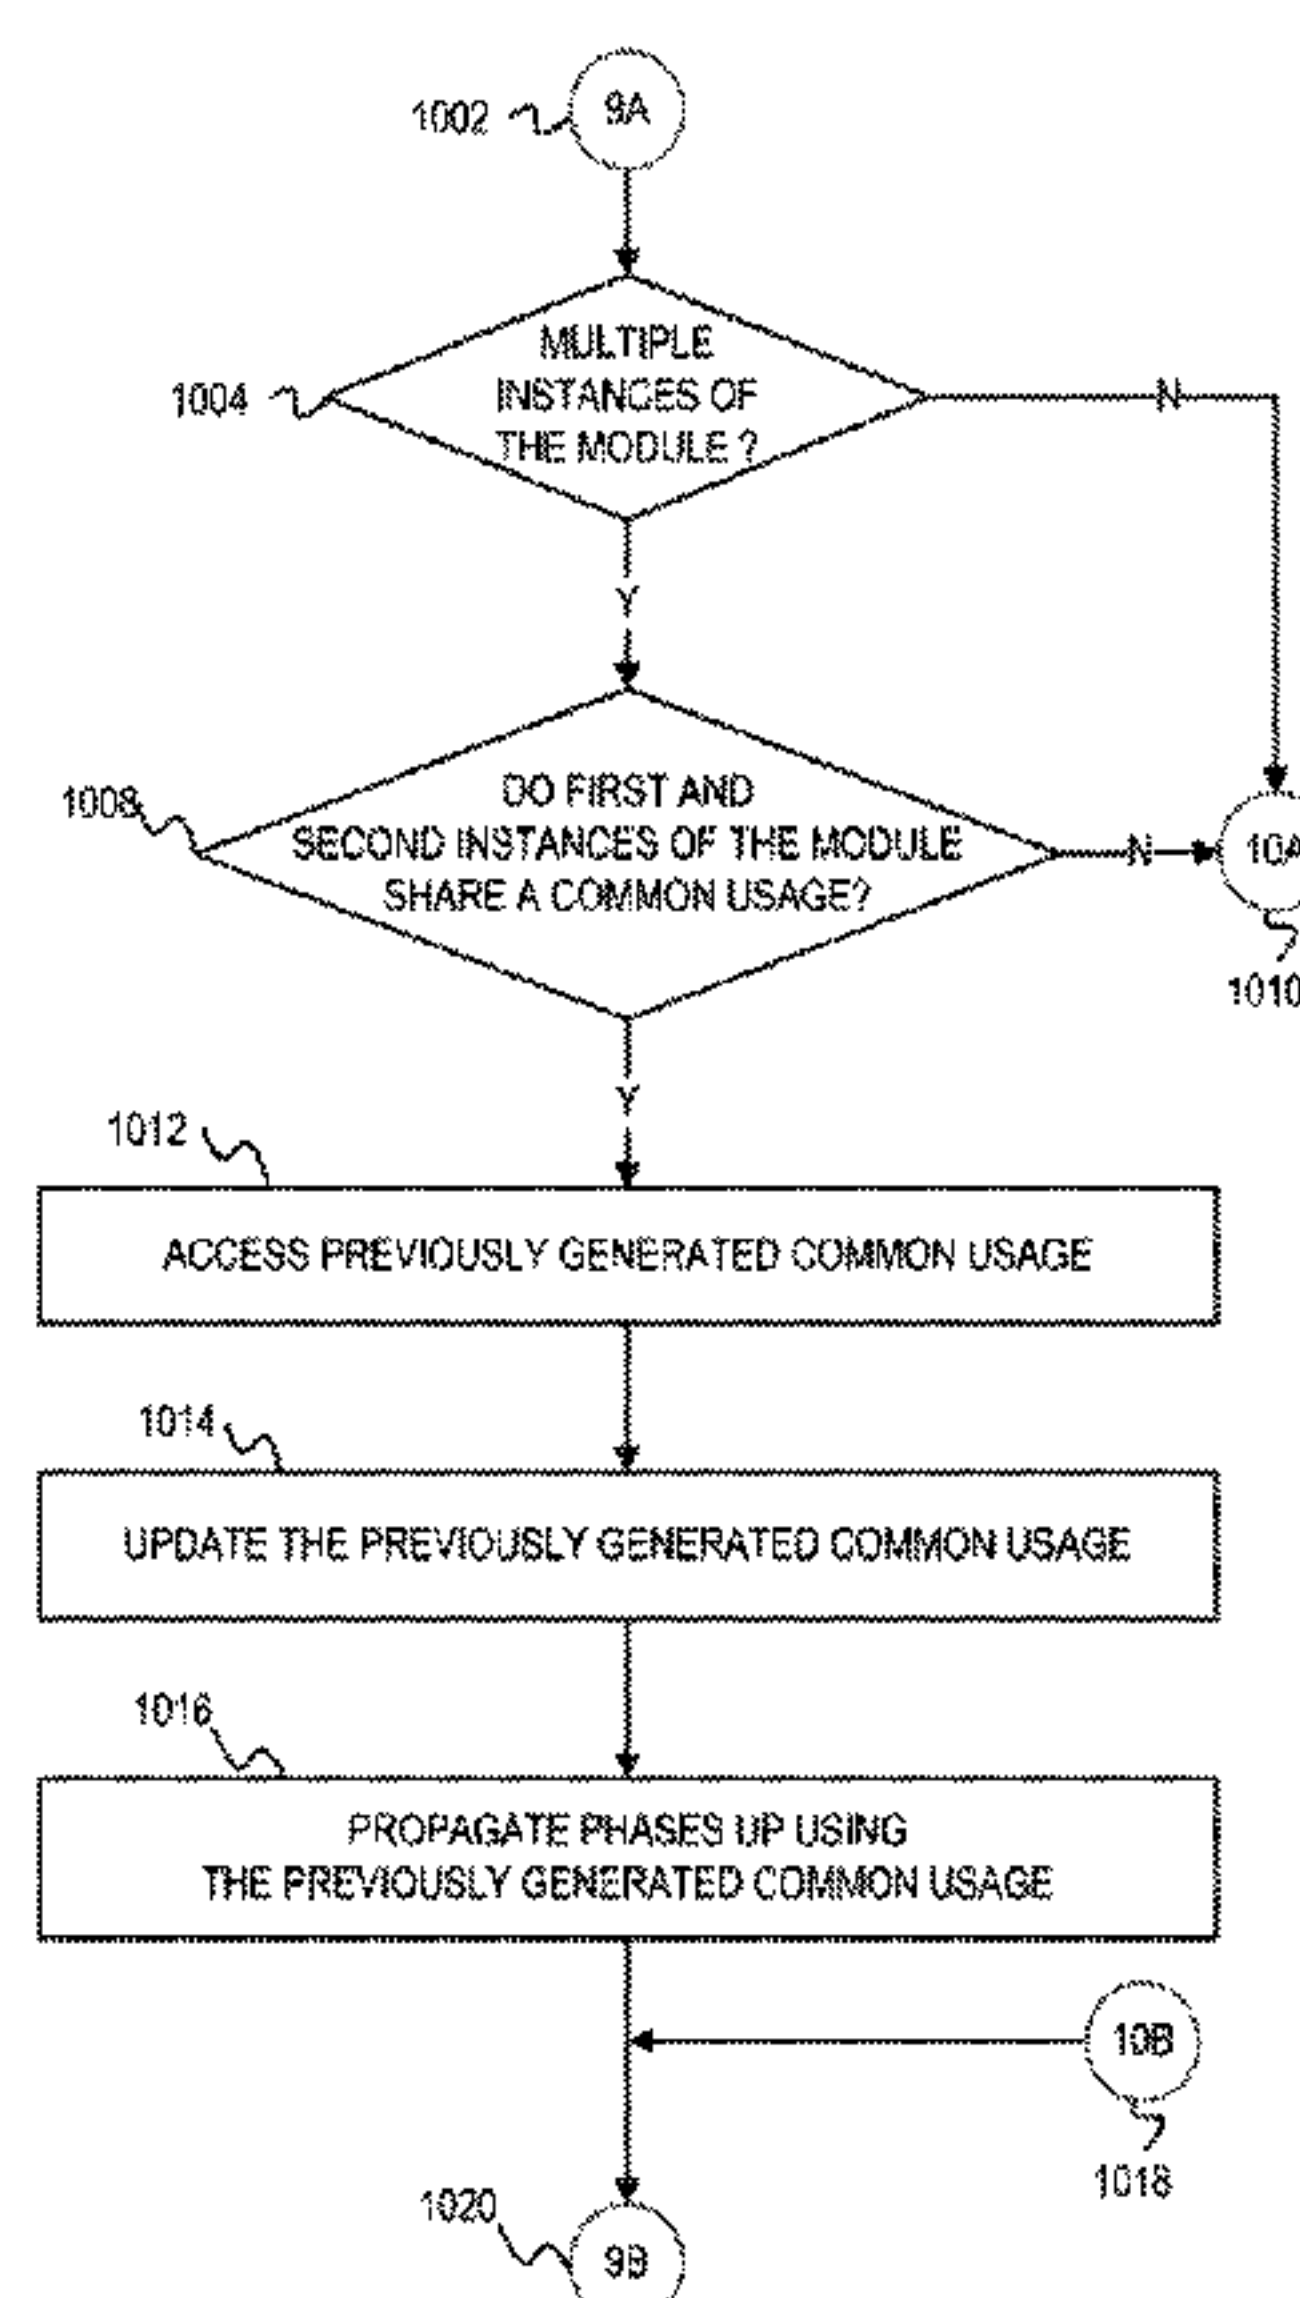 9A
1002
MULTIPLE
INSTANCES OF
THE MODULE ?
1004
N
Y
DO FIRST AND
SECOND INSTANCES OF THE MODULE
SHARE A COMMON USAGE?
1008
N
10A
1010
Y
1012
ACCESS PREVIOUSLY GENERATED COMMON USAGE
1014
UPDATE THE PREVIOUSLY GENERATED COMMON USAGE
1016
PROPAGATE PHASES UP USING
THE PREVIOUSLY GENERATED COMMON USAGE
10B
1018
1020
9B